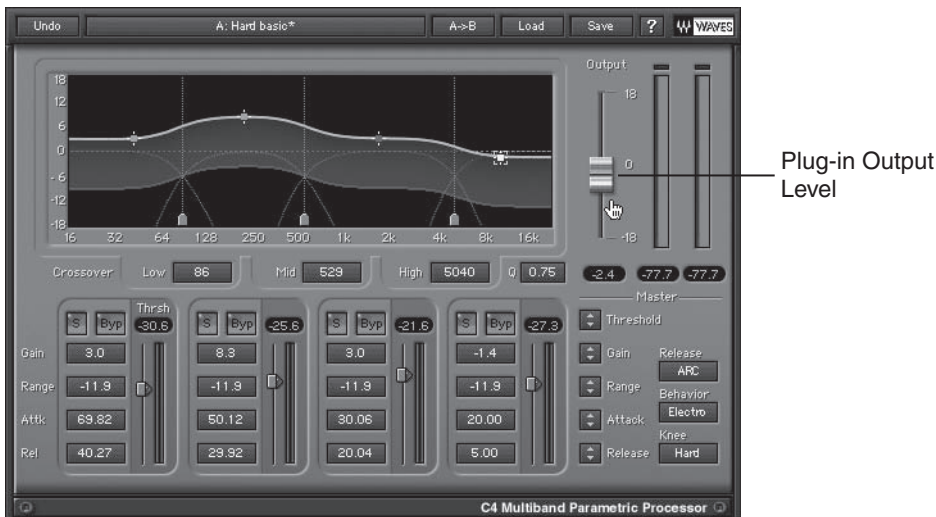 Undo A: Hard basic* A->B Load Save ? WAVES
Output
18
12
6
0
-6
-12
-18
16 32 64 128 250 500 1k 2k 4k 8k 16k
18
0
-18
Plug-in Output
Level
Crossover Low 86 Mid 529 High 5040 Q 0.75
-2.4 -77.7 -77.7
Master
Thrsh
S Byp -30.6 S Byp -25.6 S Byp -21.6 S Byp -27.3 Threshold
Gain 3.0 8.3 3.0 -1.4 Gain
Release
ARC
Range -11.9 -11.9 -11.9 -11.9 Range
Behavior
Electro
Attk 69.82 50.12 30.06 20.00 Attack
Knee
Hard
Rel 40.27 29.92 20.04 5.00 Release
C4 Multiband Parametric Processor